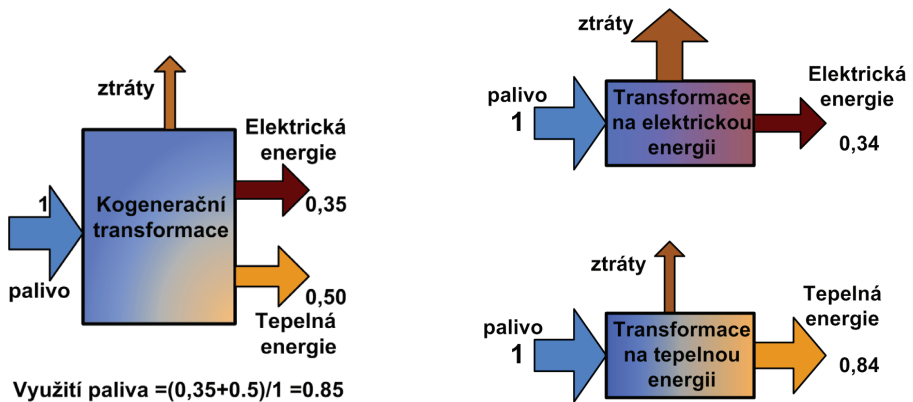 ztráty
Elektrická
energie
0,35
1
Kogenerační
transformace
palivo
0,50
Tepelná
energie
Využití paliva =(0,35+0.5)/1 =0.85
ztráty
palivo
1
Transformace
na elektrickou
energii
Elektrická
energie
0,34
ztráty
palivo
1
Transformace
na tepelnou
energii
Tepelná
energie
0,84